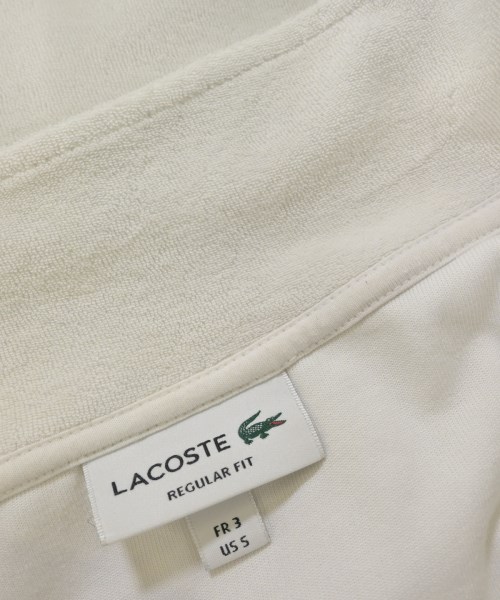 LACOSTE
REGULAR FIT
FR 3
US S